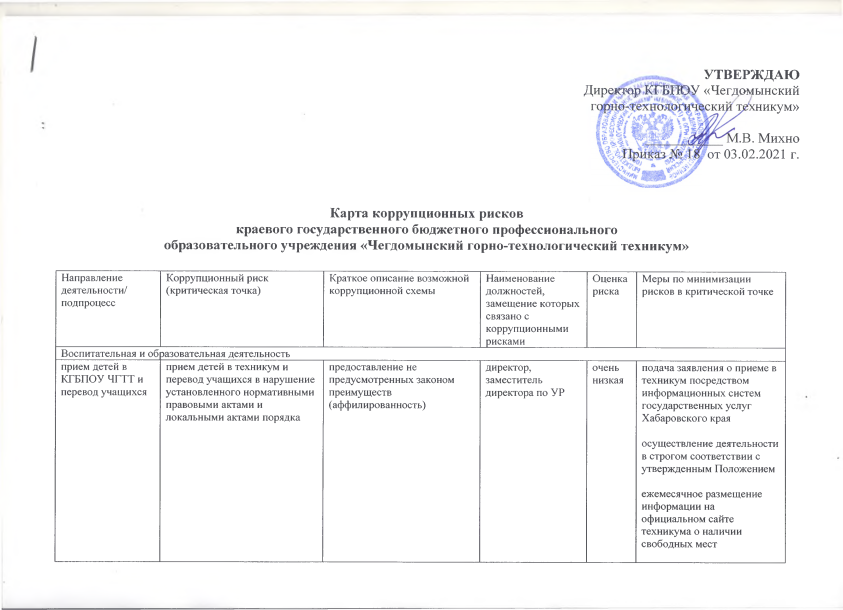 УТВЕРЖДАЮ
Директор КГБПОУ «Чегдомынский
горно-технологический техникум»
М.В. Михно
Приказ № 18 от 03.02.2021 г.
Карта коррупционных рисков
краевого государственного бюджетного профессионального
образовательного учреждения «Чегдомынский горно-технологический техникум»
Направление
деятельности/
подпроцесс
Коррупционный риск
(критическая точка)
Краткое описание возможной
коррупционной схемы
Наименование
должностей,
замещение которых
связано с
коррупционными
рисками
Оценка
риска
Меры по минимизации
рисков в критической точке
Воспитательная и образовательная деятельность
прием детей в
КГБПОУ ЧГТТ и
перевод учащихся
прием детей в техникум и
перевод учащихся в нарушение
установленного нормативными
правовыми актами и
локальными актами порядка
предоставление не
предусмотренных законом
преимуществ
(аффилированность)
директор,
заместитель
директора по УР
очень
низкая
подача заявления о приеме в
техникум посредством
информационных систем
государственных услуг
Хабаровского края
осуществление деятельности
в строгом соответствии с
утвержденным Положением
ежемесячное размещение
информации на
официальном сайте
техникума о наличии
свободных мест